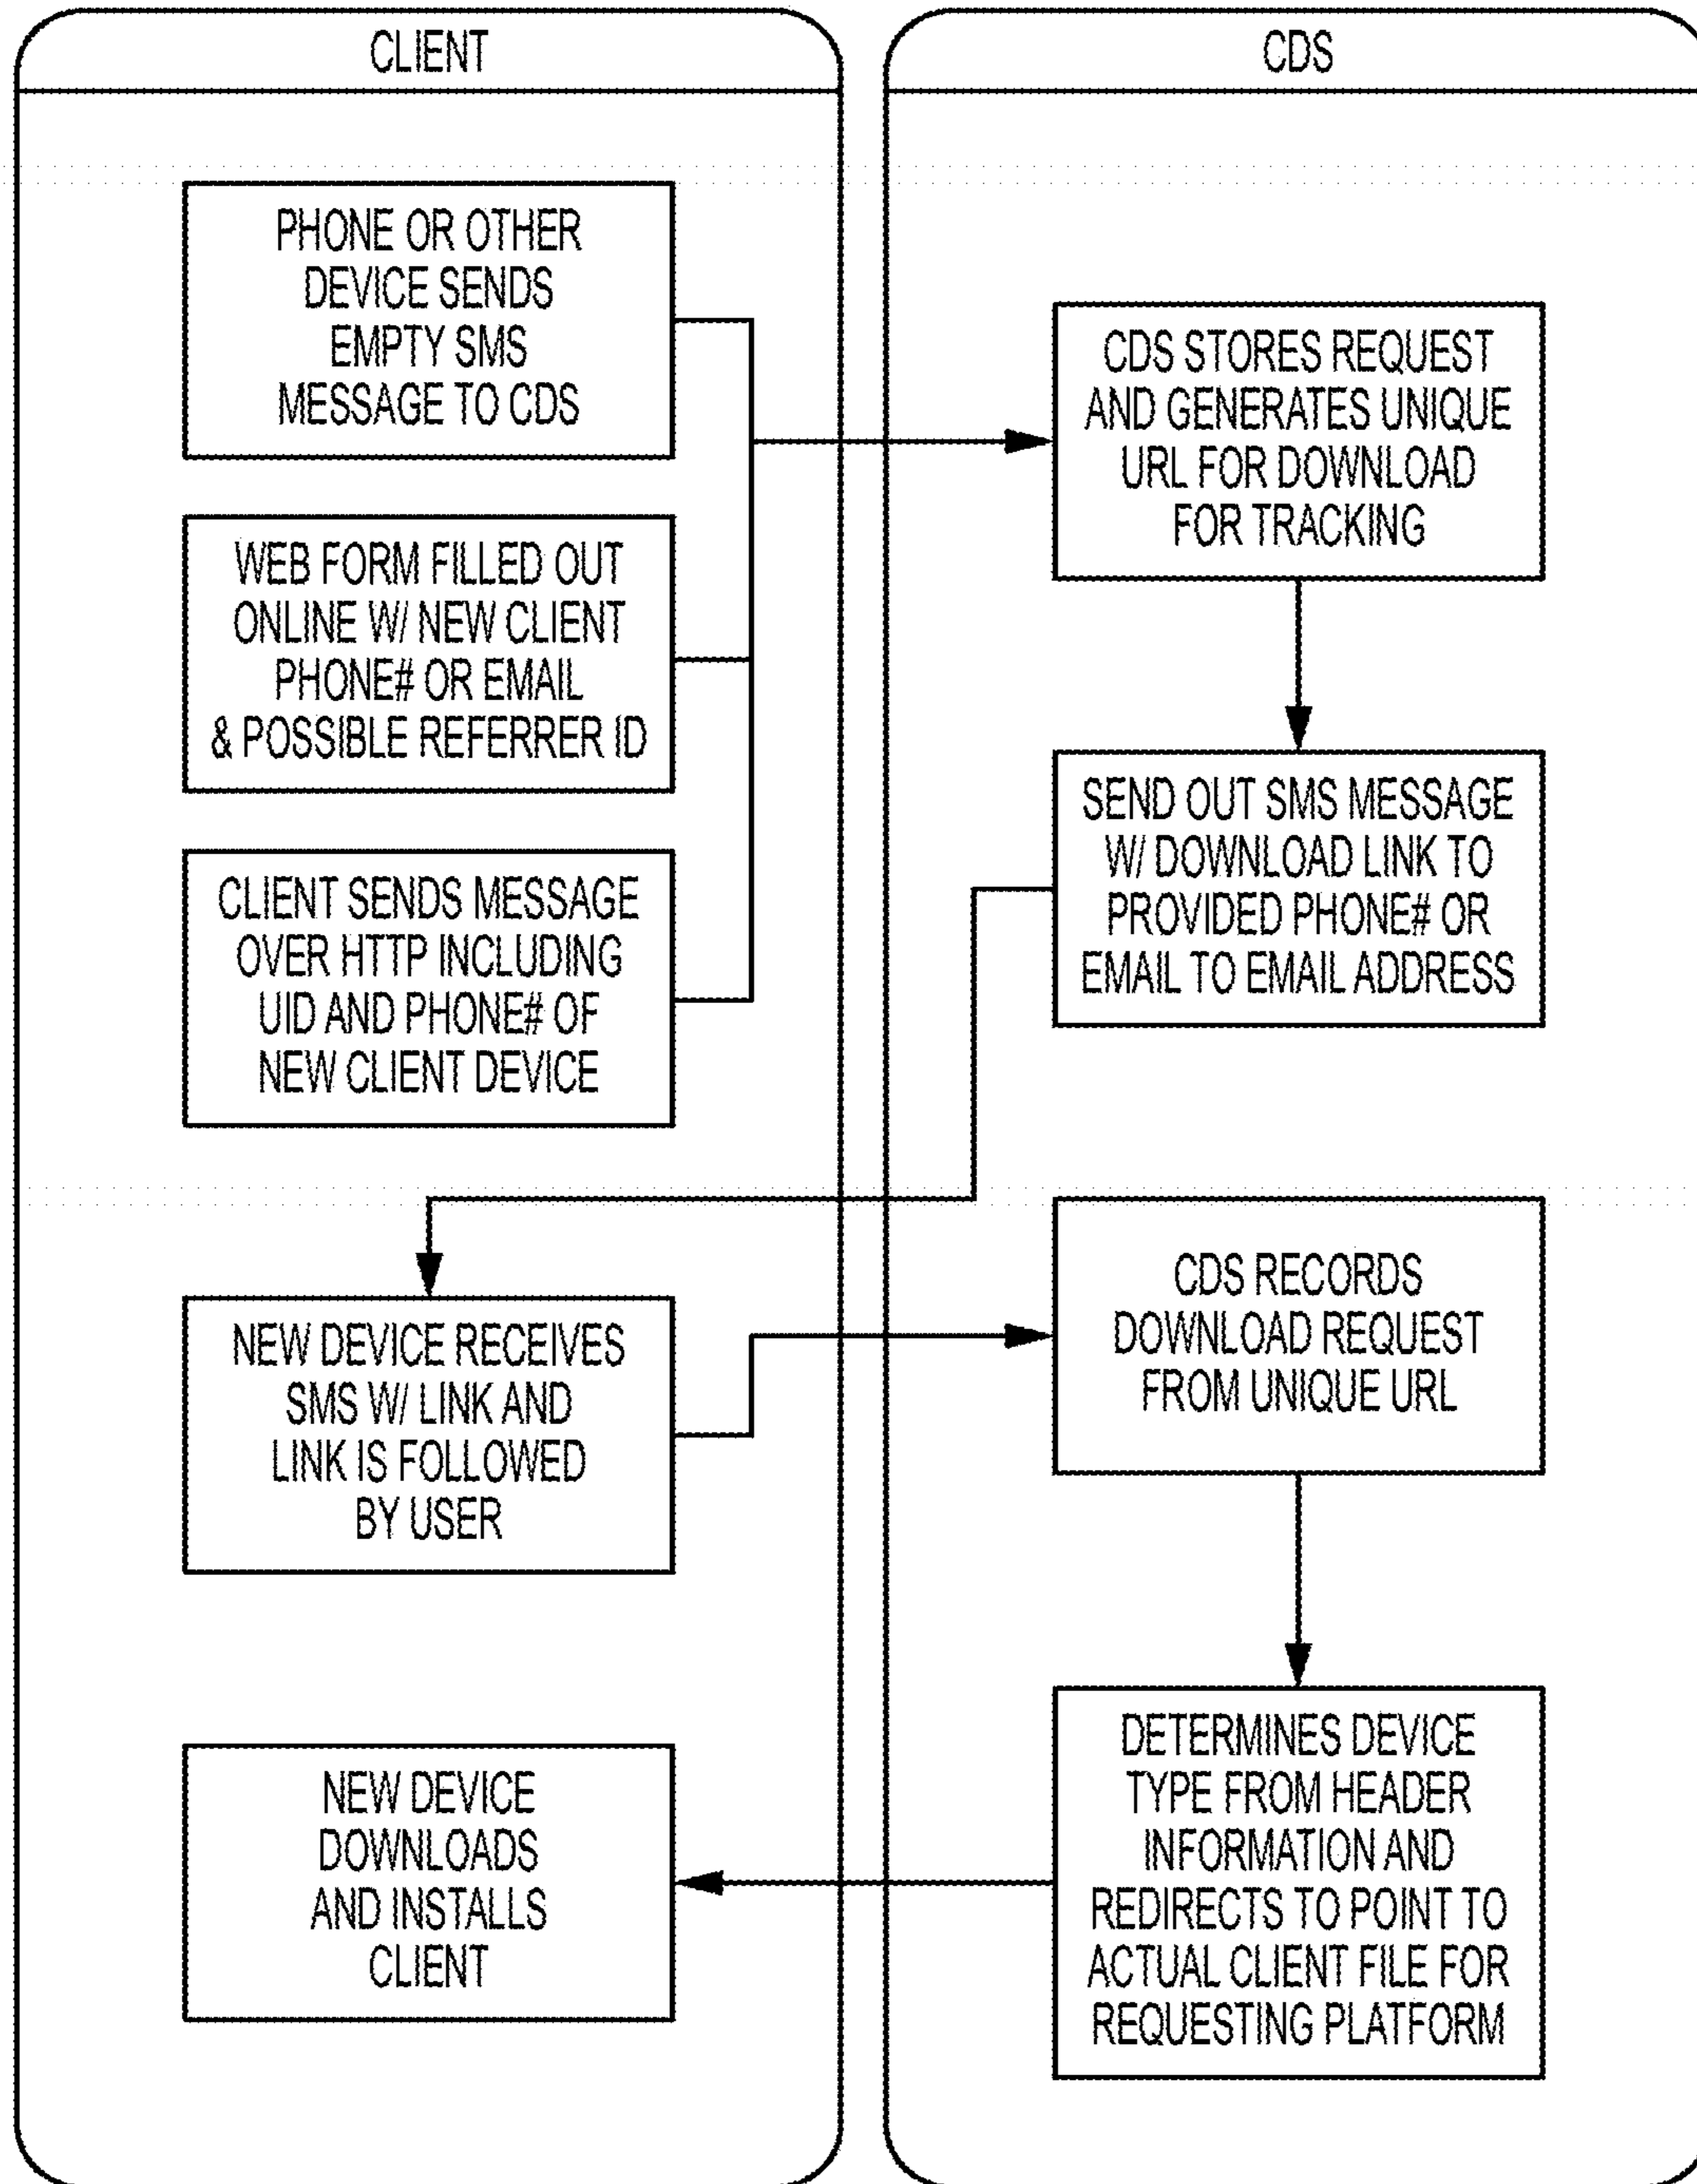 CLIENT
PHONE OR OTHER
DEVICE SENDS
EMPTY SMS
MESSAGE TO CDS
WEB FORM FILLED OUT
ONLINE W/ NEW CLIENT
PHONE# OR EMAIL
& POSSIBLE REFERRER ID
CLIENT SENDS MESSAGE
OVER HTTP INCLUDING
UID AND PHONE# OF
NEW CLIENT DEVICE
NEW DEVICE RECEIVES
SMS W/ LINK AND
LINK IS FOLLOWED
BY USER
NEW DEVICE
DOWNLOADS
AND INSTALLS
CLIENT
CDS
CDS STORES REQUEST
AND GENERATES UNIQUE
URL FOR DOWNLOAD
FOR TRACKING
SEND OUT SMS MESSAGE
W/ DOWNLOAD LINK TO
PROVIDED PHONE# OR
EMAIL TO EMAIL ADDRESS
CDS RECORDS
DOWNLOAD REQUEST
FROM UNIQUE URL
DETERMINES DEVICE
TYPE FROM HEADER
INFORMATION AND
REDIRECTS TO POINT TO
ACTUAL CLIENT FILE FOR
REQUESTING PLATFORM